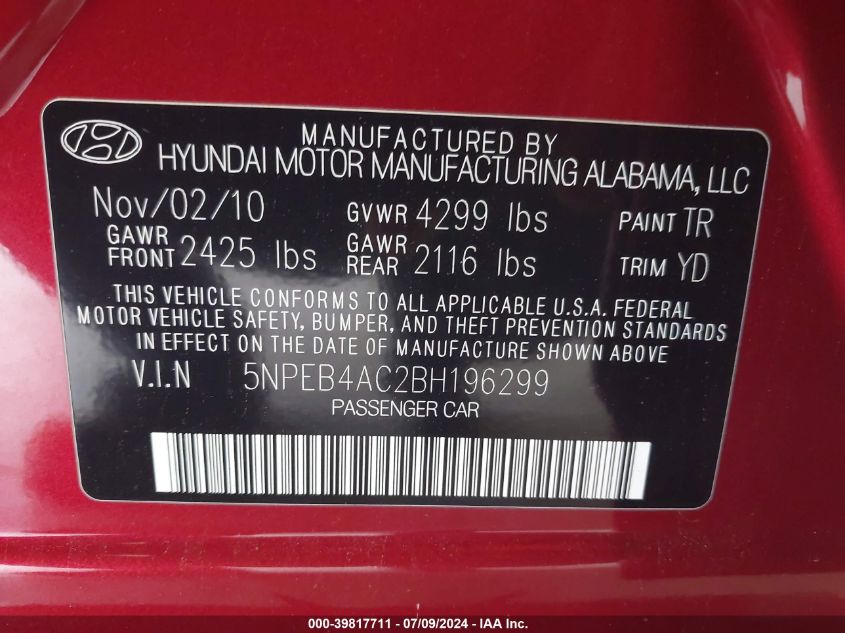 MANUFACTURED BY
HYUNDAI MOTOR MANUFACTURING ALABAMA, LLC
Nov/02/10 GVWR 4299 lbs PAINT TR
GAWR FRONT 2425 lbs GAWR REAR 2116 lbs TRIM YD
THIS VEHICLE CONFORMS TO ALL APPLICABLE U.S.A. FEDERAL
MOTOR VEHICLE SAFETY, BUMPER, AND THEFT PREVENTION STANDARDS
IN EFFECT ON THE DATE OF MANUFACTURE SHOWN ABOVE
V.I.N 5NPEB4AC2BH196299
PASSENGER CAR
000-39817711 - 07/09/2024 - IAA Inc.